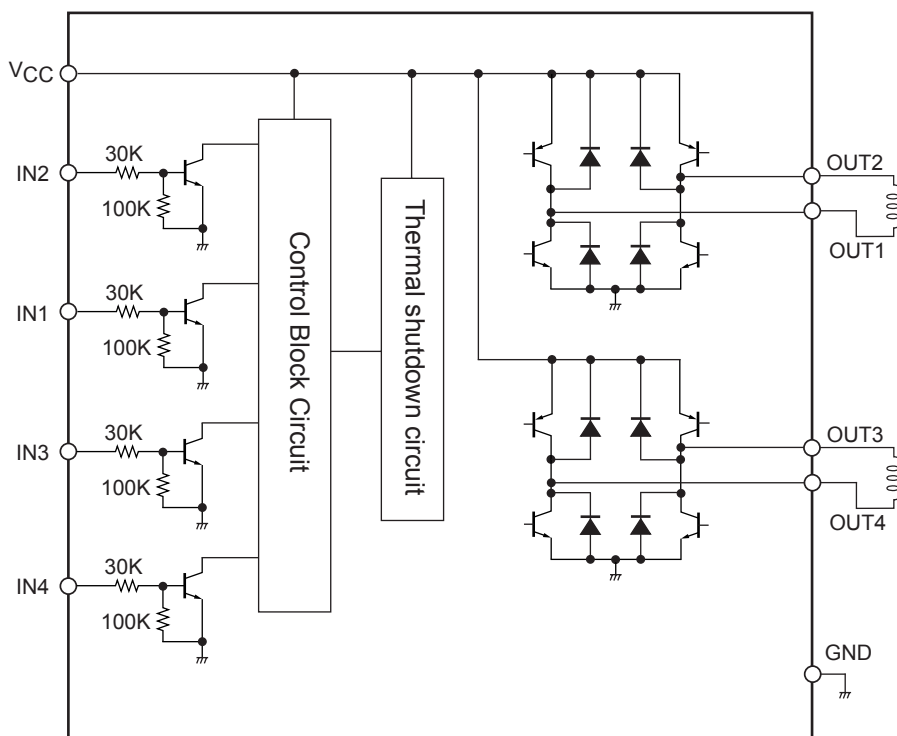 VCC
IN2
30K
100K
IN1
30K
100K
IN3
30K
100K
IN4
30K
100K
Control Block Circuit
Thermal shutdown circuit
OUT2
OUT1
OUT3
OUT4
GND